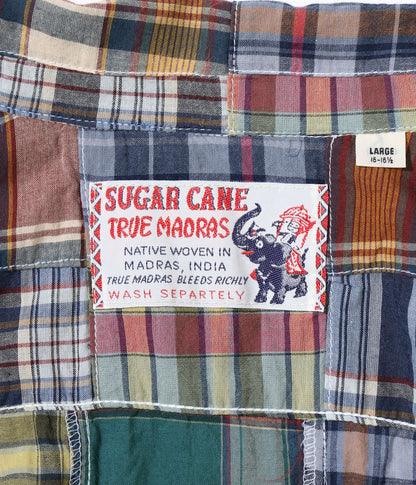 SUGAR CANE
TRUE MADRAS
NATIVE WOVEN IN
MADRAS, INDIA
TRUE MADRAS BLEEDS RICHLY
WASH SEPARTELY
LARGE
16-16½